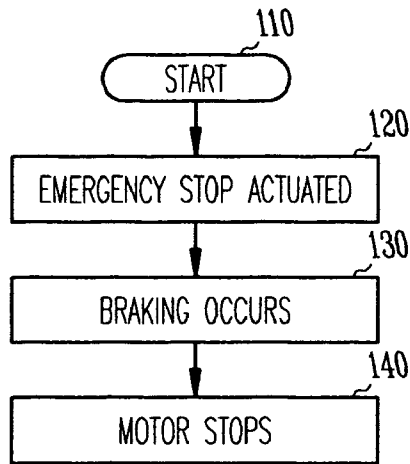 110
START
120
EMERGENCY STOP ACTUATED
130
BRAKING OCCURS
140
MOTOR STOPS